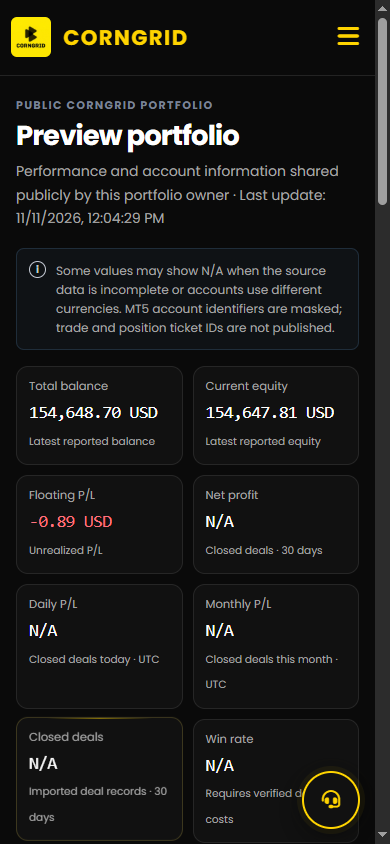 CORNGRID
CORNGRID
PUBLIC CORNGRID PORTFOLIO
Preview portfolio
Performance and account information shared
publicly by this portfolio owner · Last update:
11/11/2026, 12:04:29 PM
Some values may show N/A when the source
data is incomplete or accounts use different
currencies. MT5 account identifiers are masked;
trade and position ticket IDs are not published.
Total balance
154,648.70 USD
Latest reported balance
Current equity
154,647.81 USD
Latest reported equity
Floating P/L
-0.89 USD
Unrealized P/L
Net profit
N/A
Closed deals · 30 days
Daily P/L
N/A
Closed deals today · UTC
Monthly P/L
N/A
Closed deals this month ·
UTC
Closed deals
N/A
Imported deal records · 30
days
Win rate
N/A
Requires verified
costs